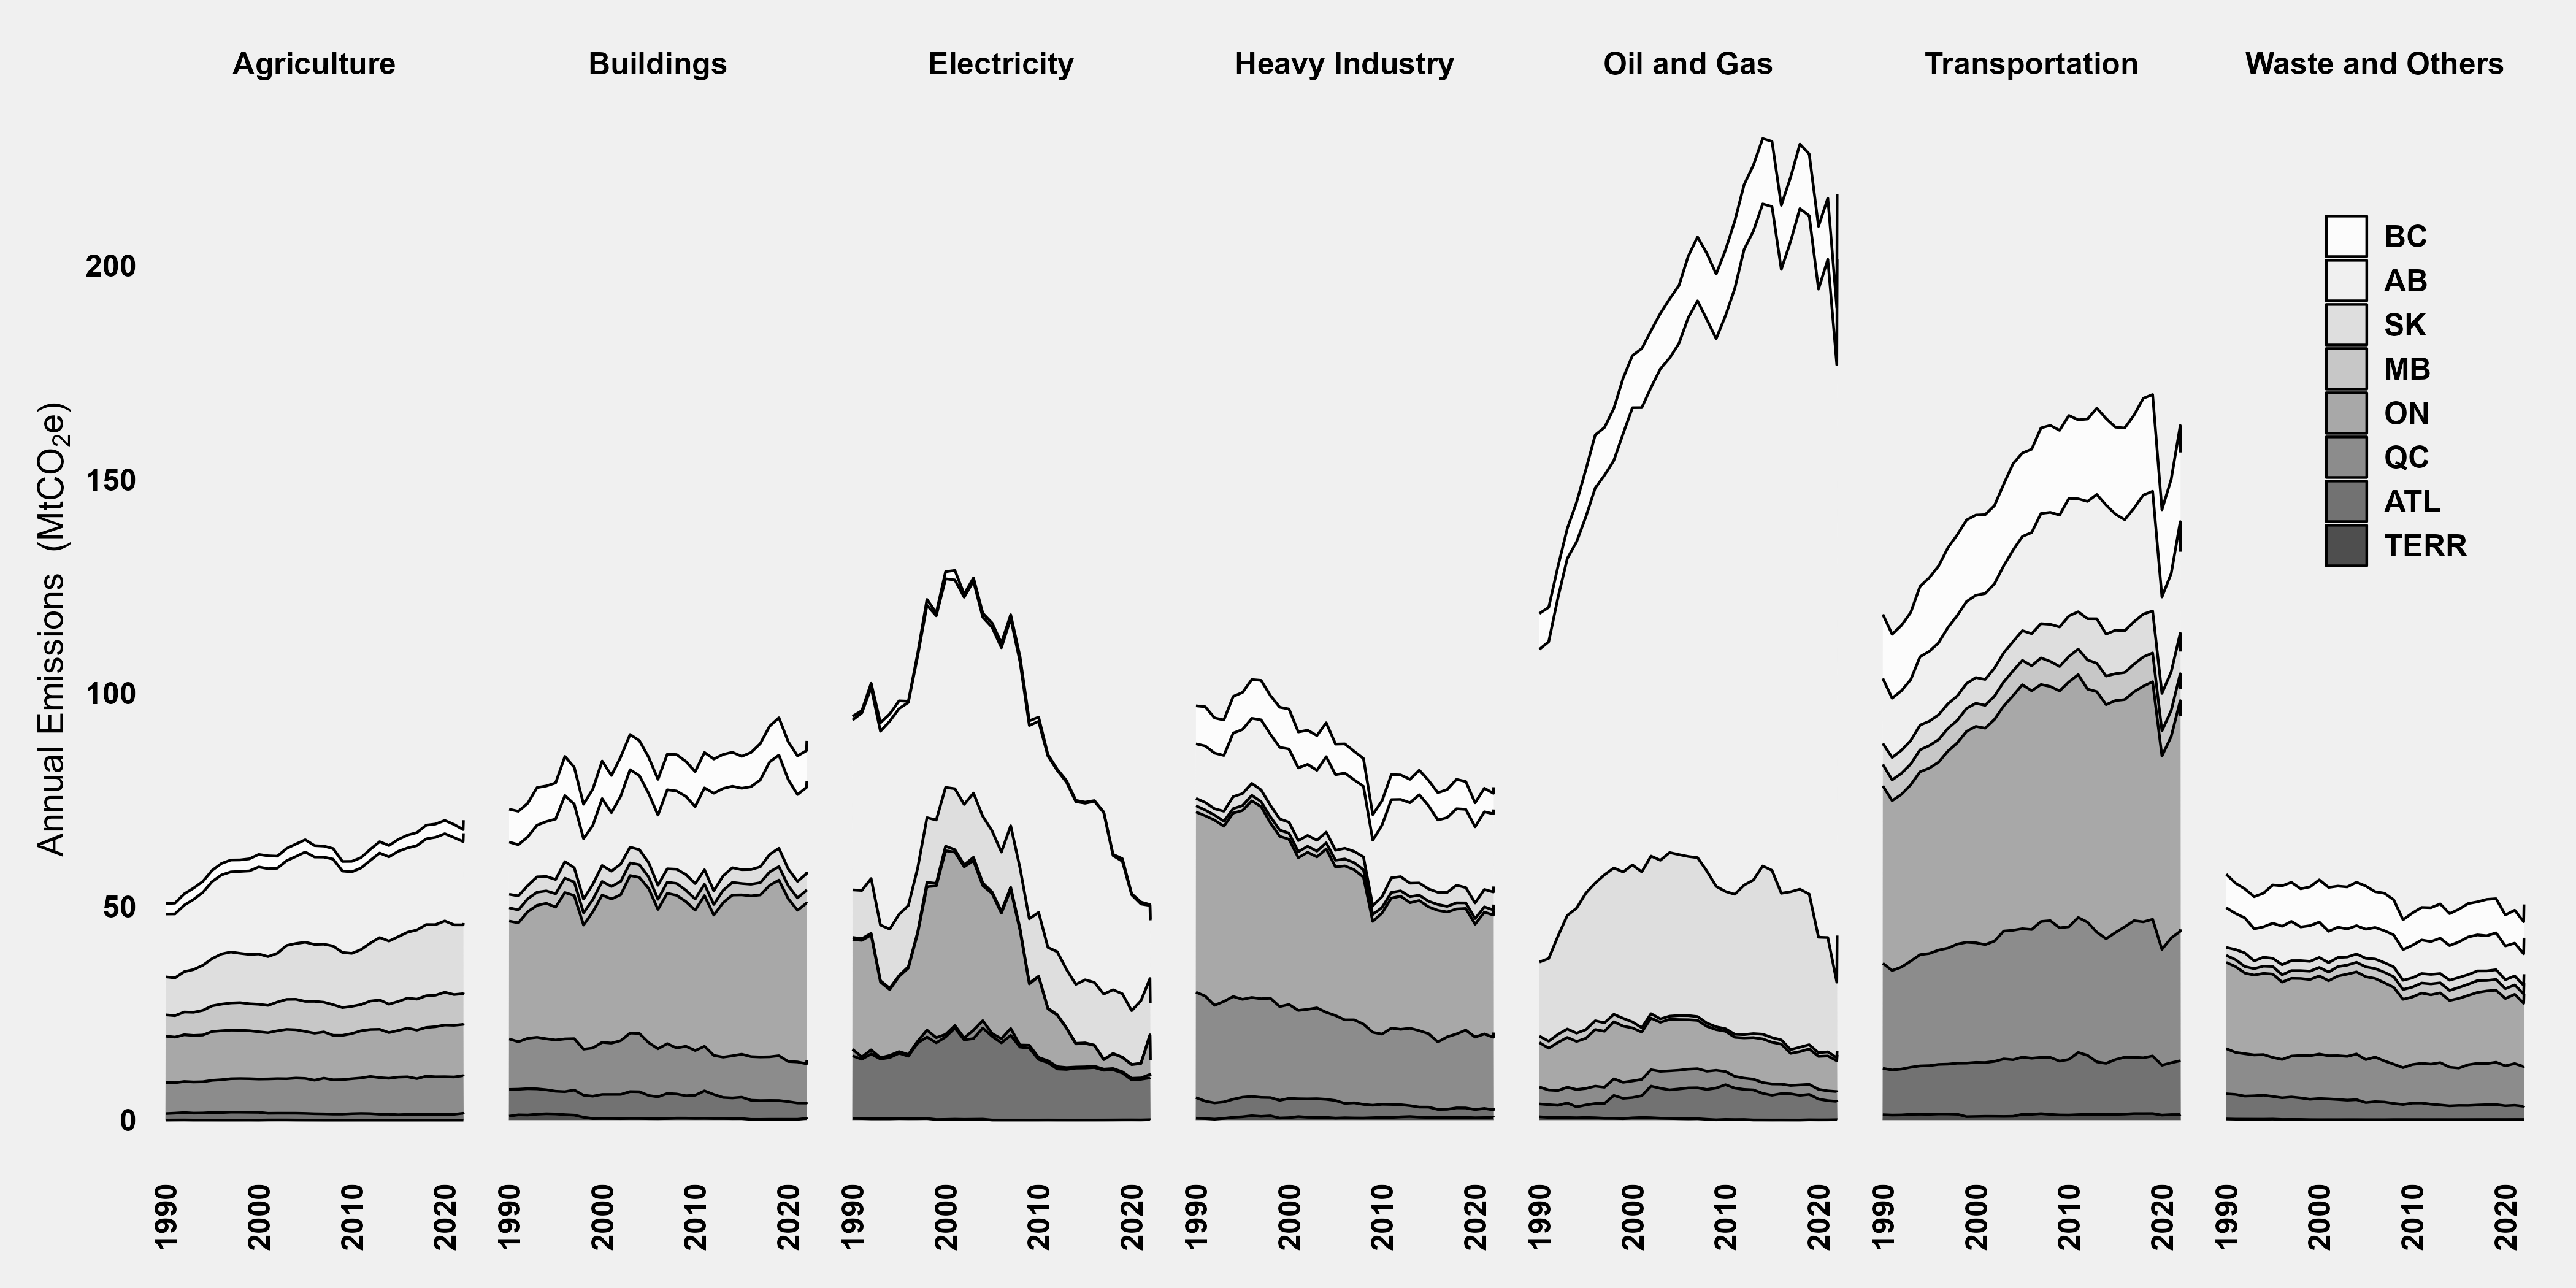 Agriculture Buildings Electricity Heavy Industry Oil and Gas Transportation Waste and Others
Annual Emissions (MtCO₂e)
200
150
100
50
0
BC
AB
SK
MB
ON
QC
ATL
TERR
1990 2000 2010 2020 1990 2000 2010 2020 1990 2000 2010 2020 1990 2000 2010 2020 1990 2000 2010 2020 1990 2000 2010 2020 1990 2000 2010 2020